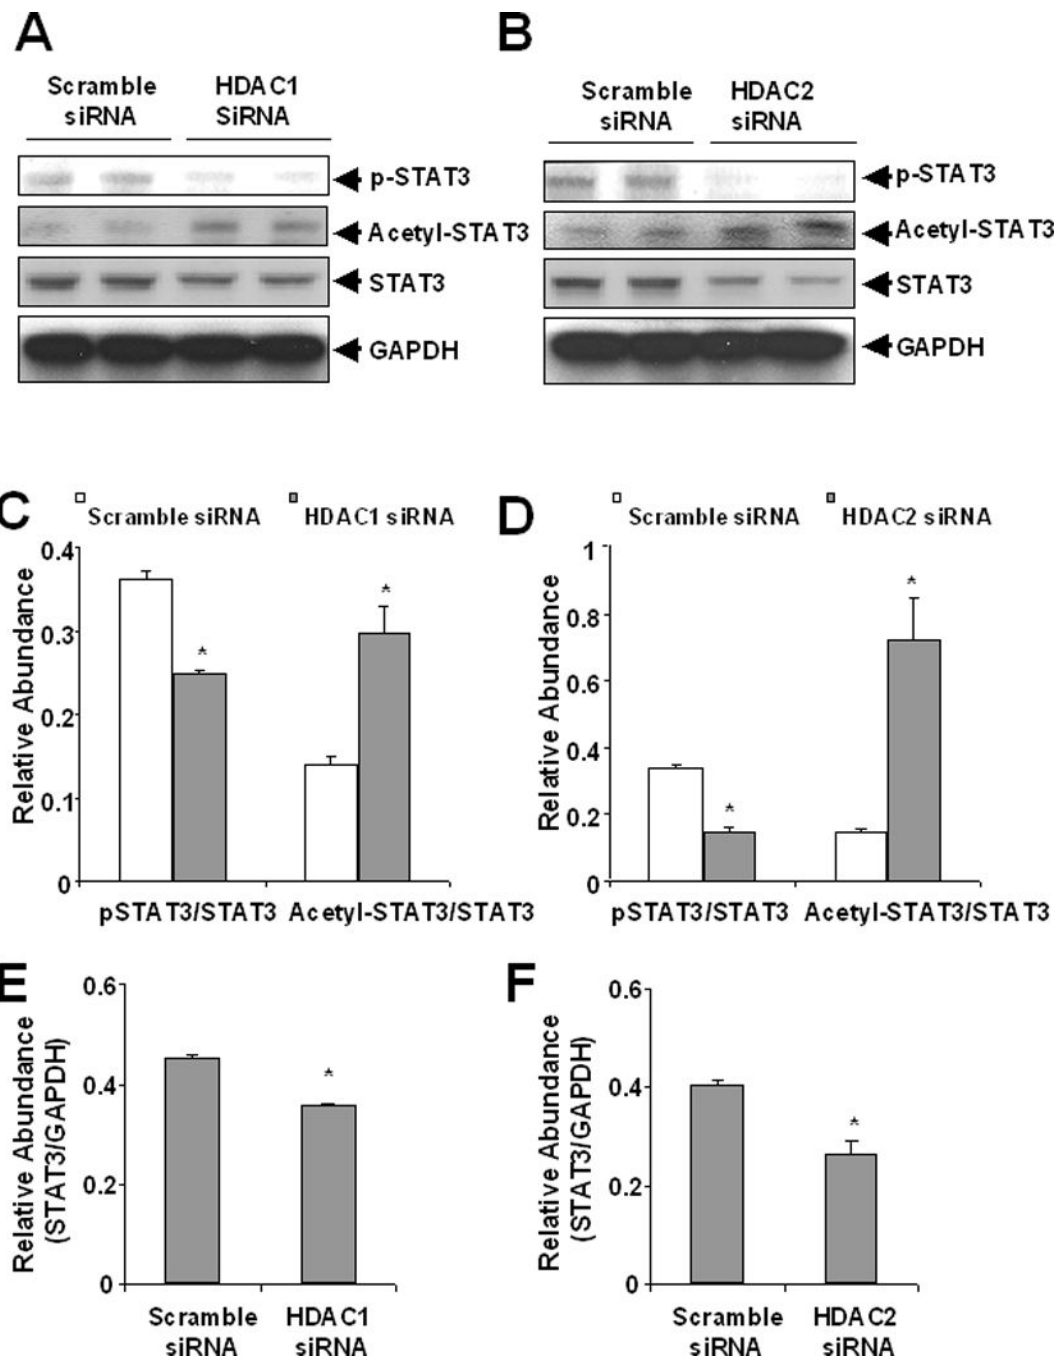 A
B
Scramble
siRNA
HDAC1
SiRNA
Scramble
siRNA
HDAC2
siRNA
p-STAT3
Acetyl-STAT3
STAT3
GAPDH
p-STAT3
Acetyl-STAT3
STAT3
GAPDH
C
Scramble siRNA
HDAC1 siRNA
Relative Abundance
0.4
0.3
0.2
0.1
0
*
*
pSTAT3/STAT3
Acetyl-STAT3/STAT3
D
Scramble siRNA
HDAC2 siRNA
Relative Abundance
1
0.8
0.6
0.4
0.2
0
*
*
pSTAT3/STAT3
Acetyl-STAT3/STAT3
E
Relative Abundance
(STAT3/GAPDH)
0.6
0.4
0.2
0
*
Scramble
siRNA
HDAC1
siRNA
F
Relative Abundance
(STAT3/GAPDH)
0.6
0.4
0.2
0
*
Scramble
siRNA
HDAC2
siRNA